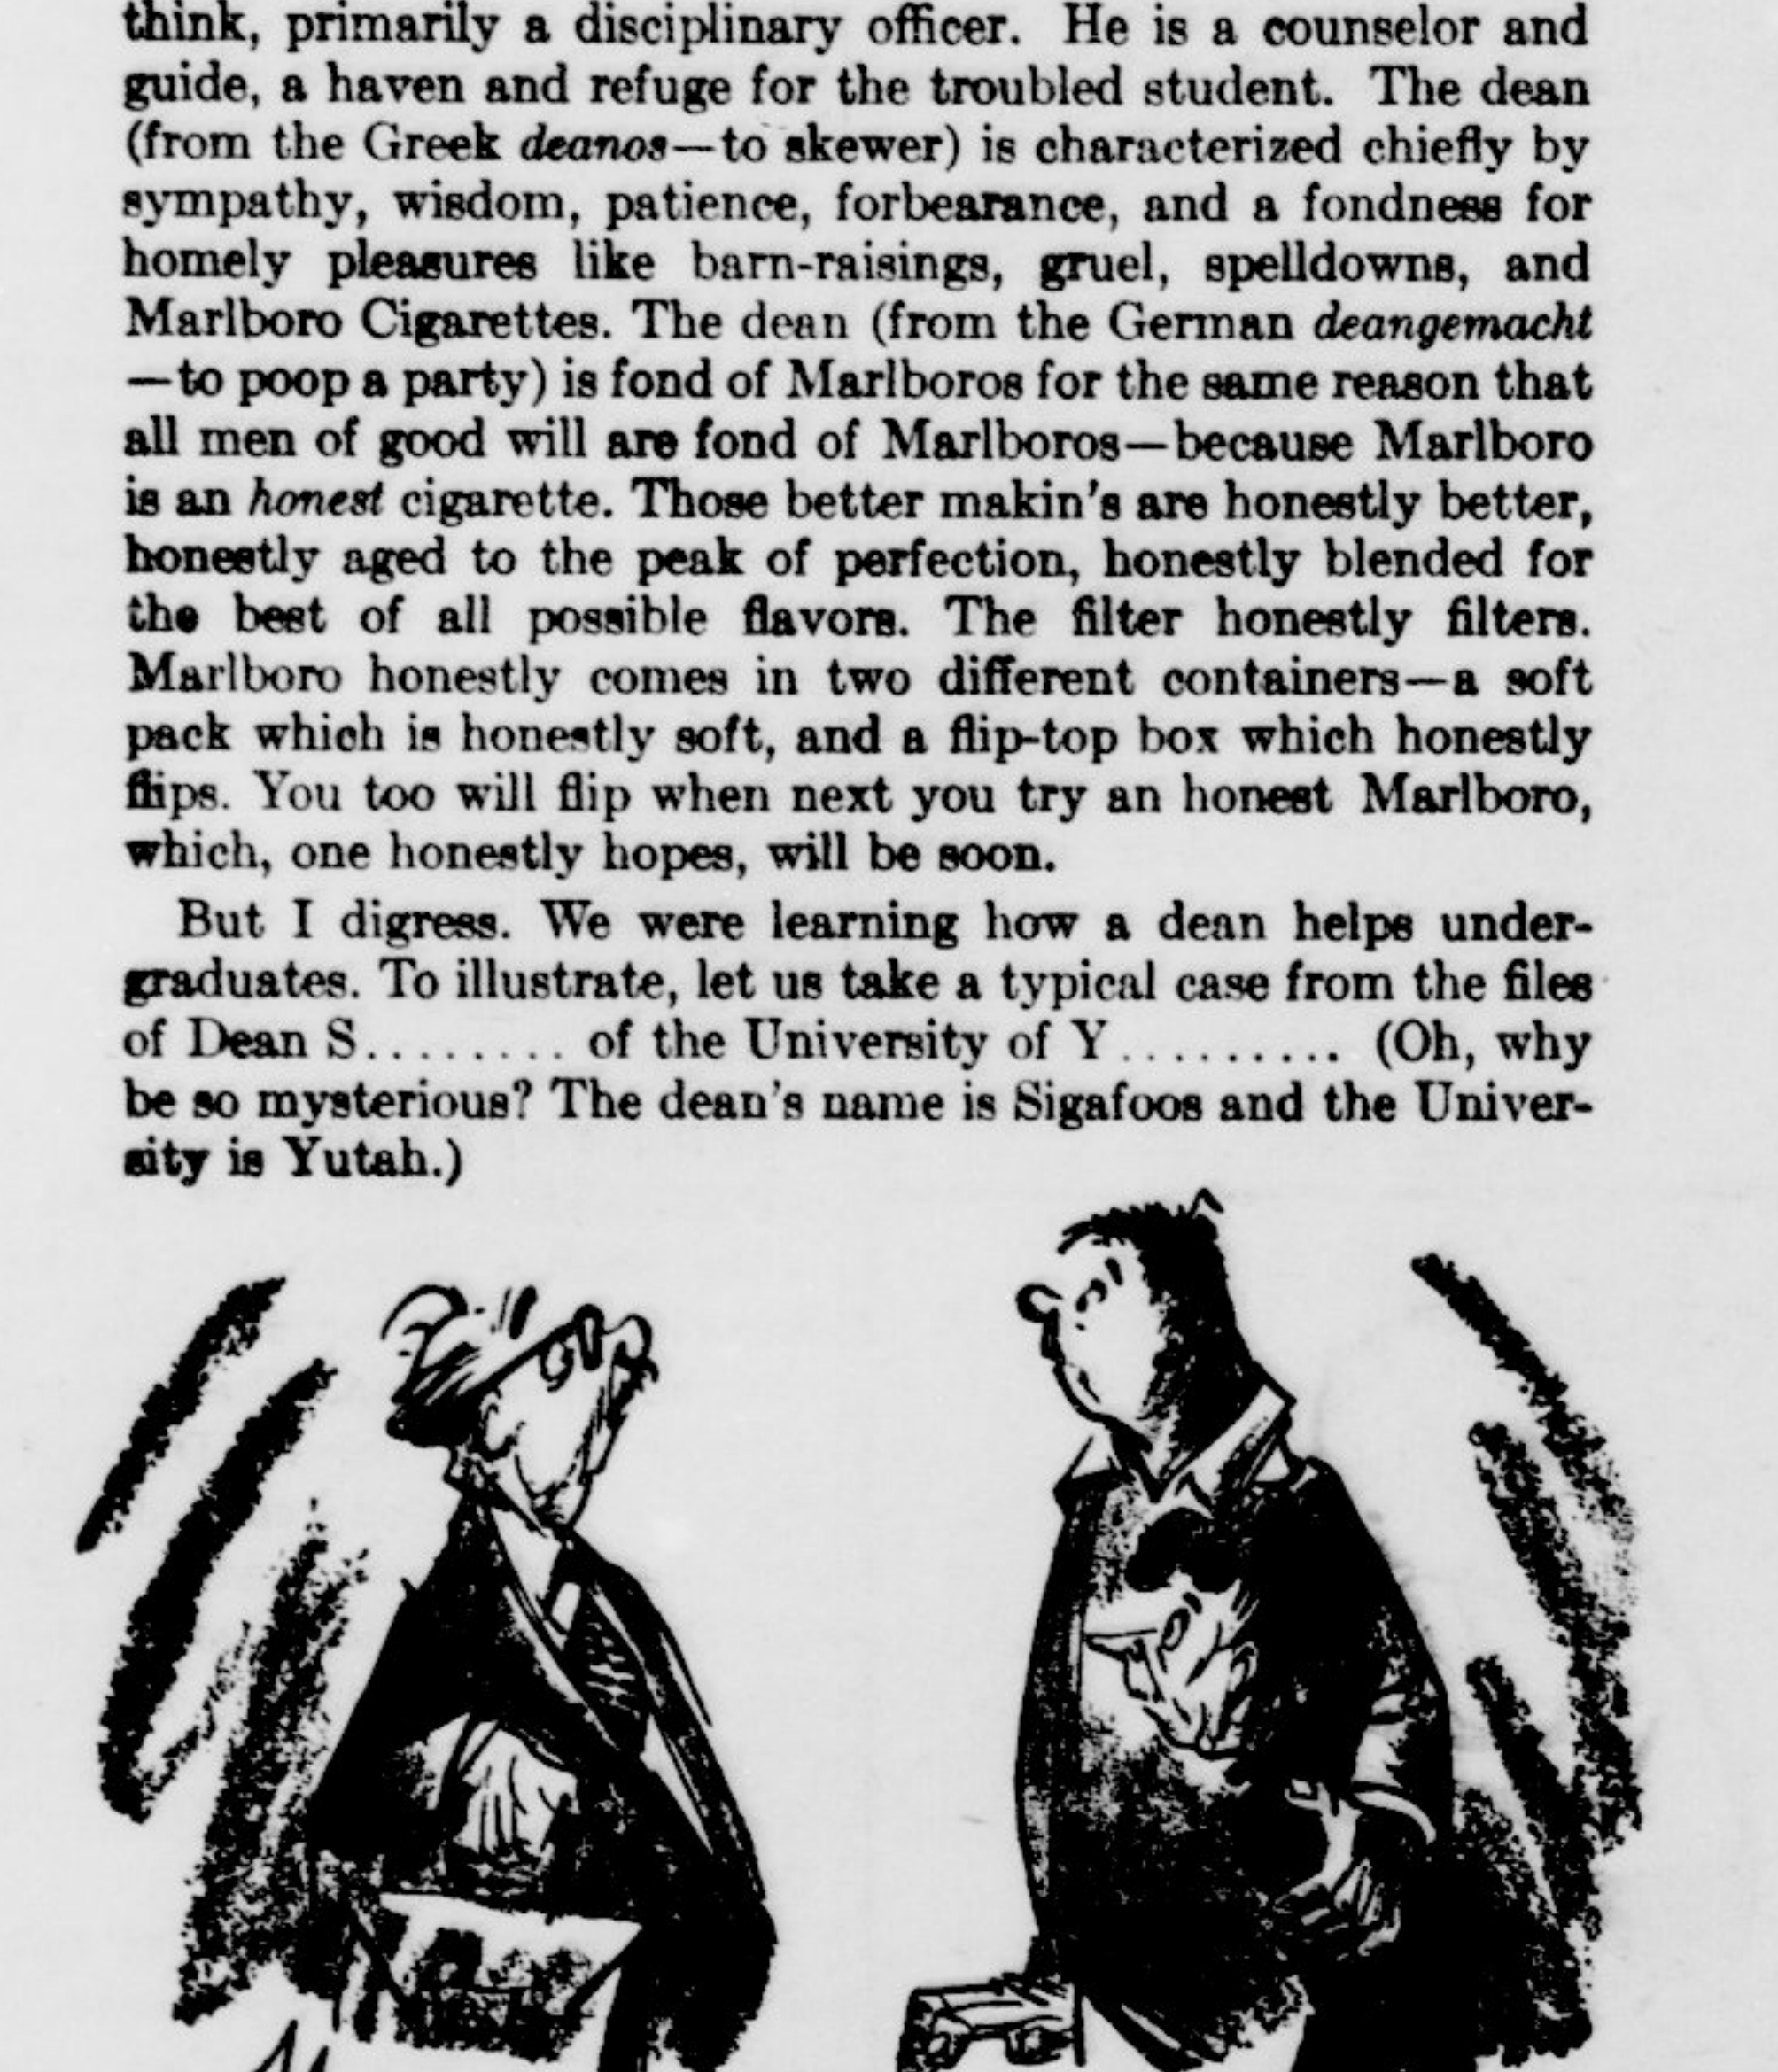 think, primarily a disciplinary officer. He is a counselor and
guide, a haven and refuge for the troubled student. The dean
(from the Greek deanos—to skewer) is characterized chiefly by
sympathy, wisdom, patience, forbearance, and a fondness for
homely pleasures like barn-raisings, gruel, spelldowns, and
Marlboro Cigarettes. The dean (from the German deangemacht
—to poop a party) is fond of Marlboros for the same reason that
all men of good will are fond of Marlboros—because Marlboro
is an honest cigarette. Those better makin's are honestly better,
honestly aged to the peak of perfection, honestly blended for
the best of all possible flavors. The filter honestly filters.
Marlboro honestly comes in two different containers—a soft
pack which is honestly soft, and a flip-top box which honestly
flips. You too will flip when next you try an honest Marlboro,
which, one honestly hopes, will be soon.
But I digress. We were learning how a dean helps under-
graduates. To illustrate, let us take a typical case from the files
of Dean S......... of the University of Y.......... (Oh, why
be so mysterious? The dean's name is Sigafoos and the Univer-
sity is Yutah.)